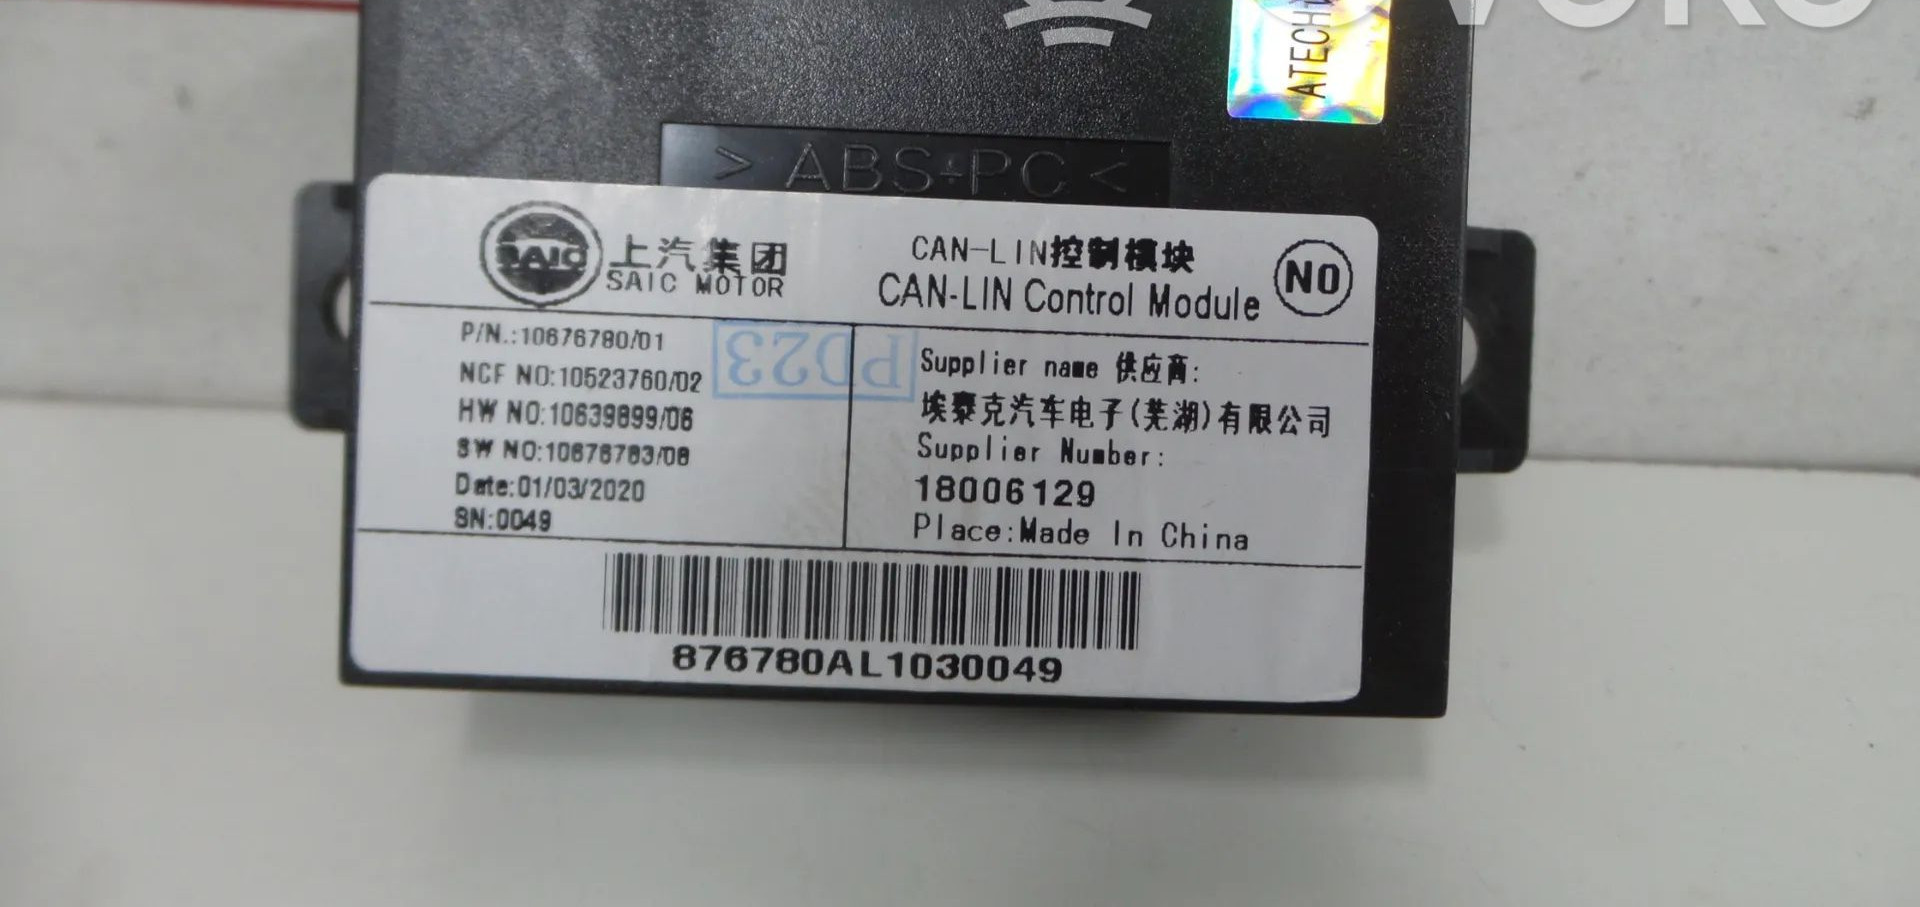 ATECH
> ABS+PC <
SAIC
上汽集团
SAIC MOTOR
CAN-LIN控制模块
CAN-LIN Control Module
NO
P/N.:10676780/01
NCF NO:10523760/02
HW NO:10639899/06
SW NO:10676783/08
Date:01/03/2020
SN:0049
PD23
Supplier name 供应商:
埃泰克汽车电子(芜湖)有限公司
Supplier Number:
18006129
Place:Made In China
876780AL1030049